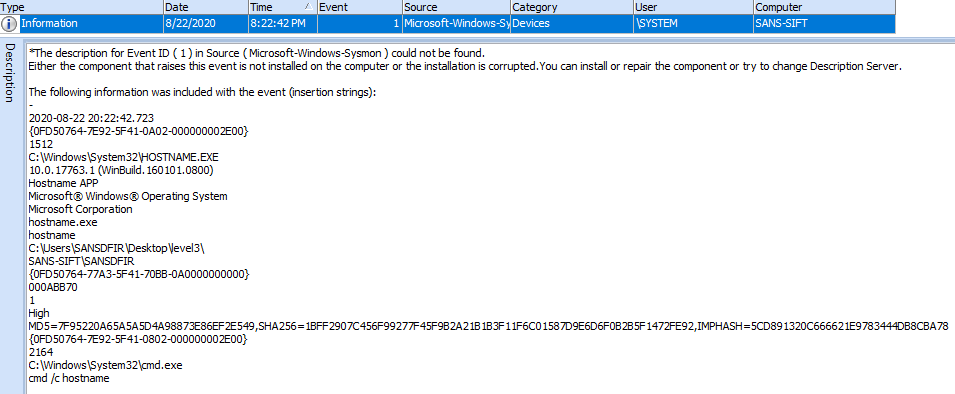 Type Date Time Event Source Category User Computer
Information 8/22/2020 8:22:42 PM 1 Microsoft-Windows-Sy Devices \SYSTEM SANS-SIFT
Description
*The description for Event ID ( 1 ) in Source ( Microsoft-Windows-Sysmon ) could not be found.
Either the component that raises this event is not installed on the computer or the installation is corrupted.You can install or repair the component or try to change Description Server.
The following information was included with the event (insertion strings):
-
2020-08-22 20:22:42.723
{0FD50764-7E92-5F41-0A02-000000002E00}
1512
C:\Windows\System32\HOSTNAME.EXE
10.0.17763.1 (WinBuild.160101.0800)
Hostname APP
Microsoft® Windows® Operating System
Microsoft Corporation
hostname.exe
hostname
C:\Users\SANSDFIR\Desktop\level3\
SANS-SIFT\SANSDFIR
{0FD50764-77A3-5F41-70BB-0A0000000000}
000ABB70
1
High
MD5=7F95220A65A5A5D4A98873E86EF2E549,SHA256=1BFF2907C456F99277F45F9B2A21B1B3F11F6C01587D9E6D6F0B2B5F1472FE92,IMPHASH=5CD891320C666621E9783444DB8CBA78
{0FD50764-7E92-5F41-0802-000000002E00}
2164
C:\Windows\System32\cmd.exe
cmd /c hostname